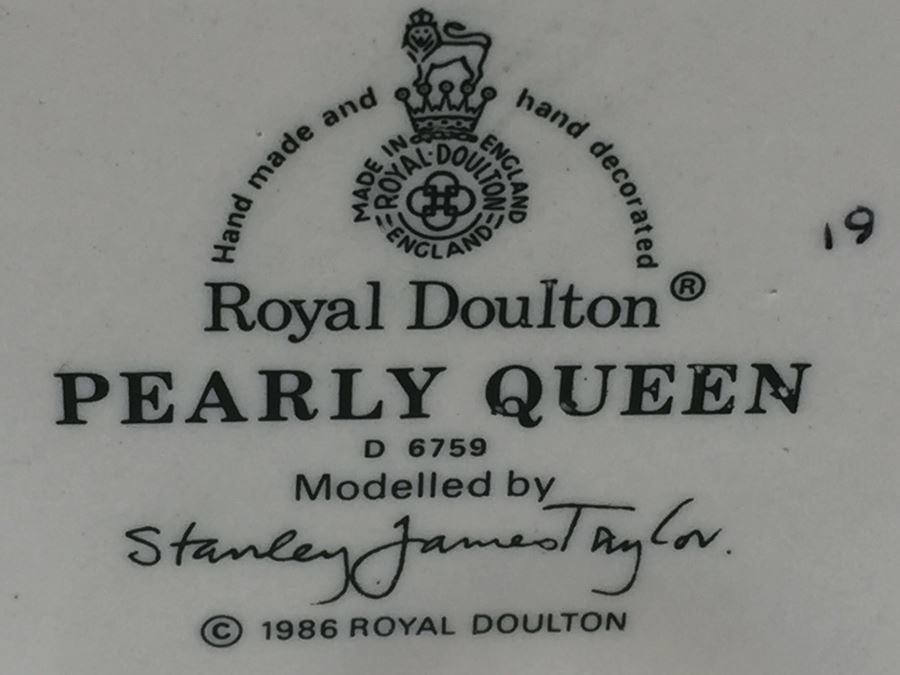 Hand made and hand decorated
MADE IN ENGLAND
ROYAL·DOULTON
ENGLAND
Royal Doulton®
PEARLY QUEEN
D 6759
Modelled by
Stanley James Taylor.
© 1986 ROYAL DOULTON
19